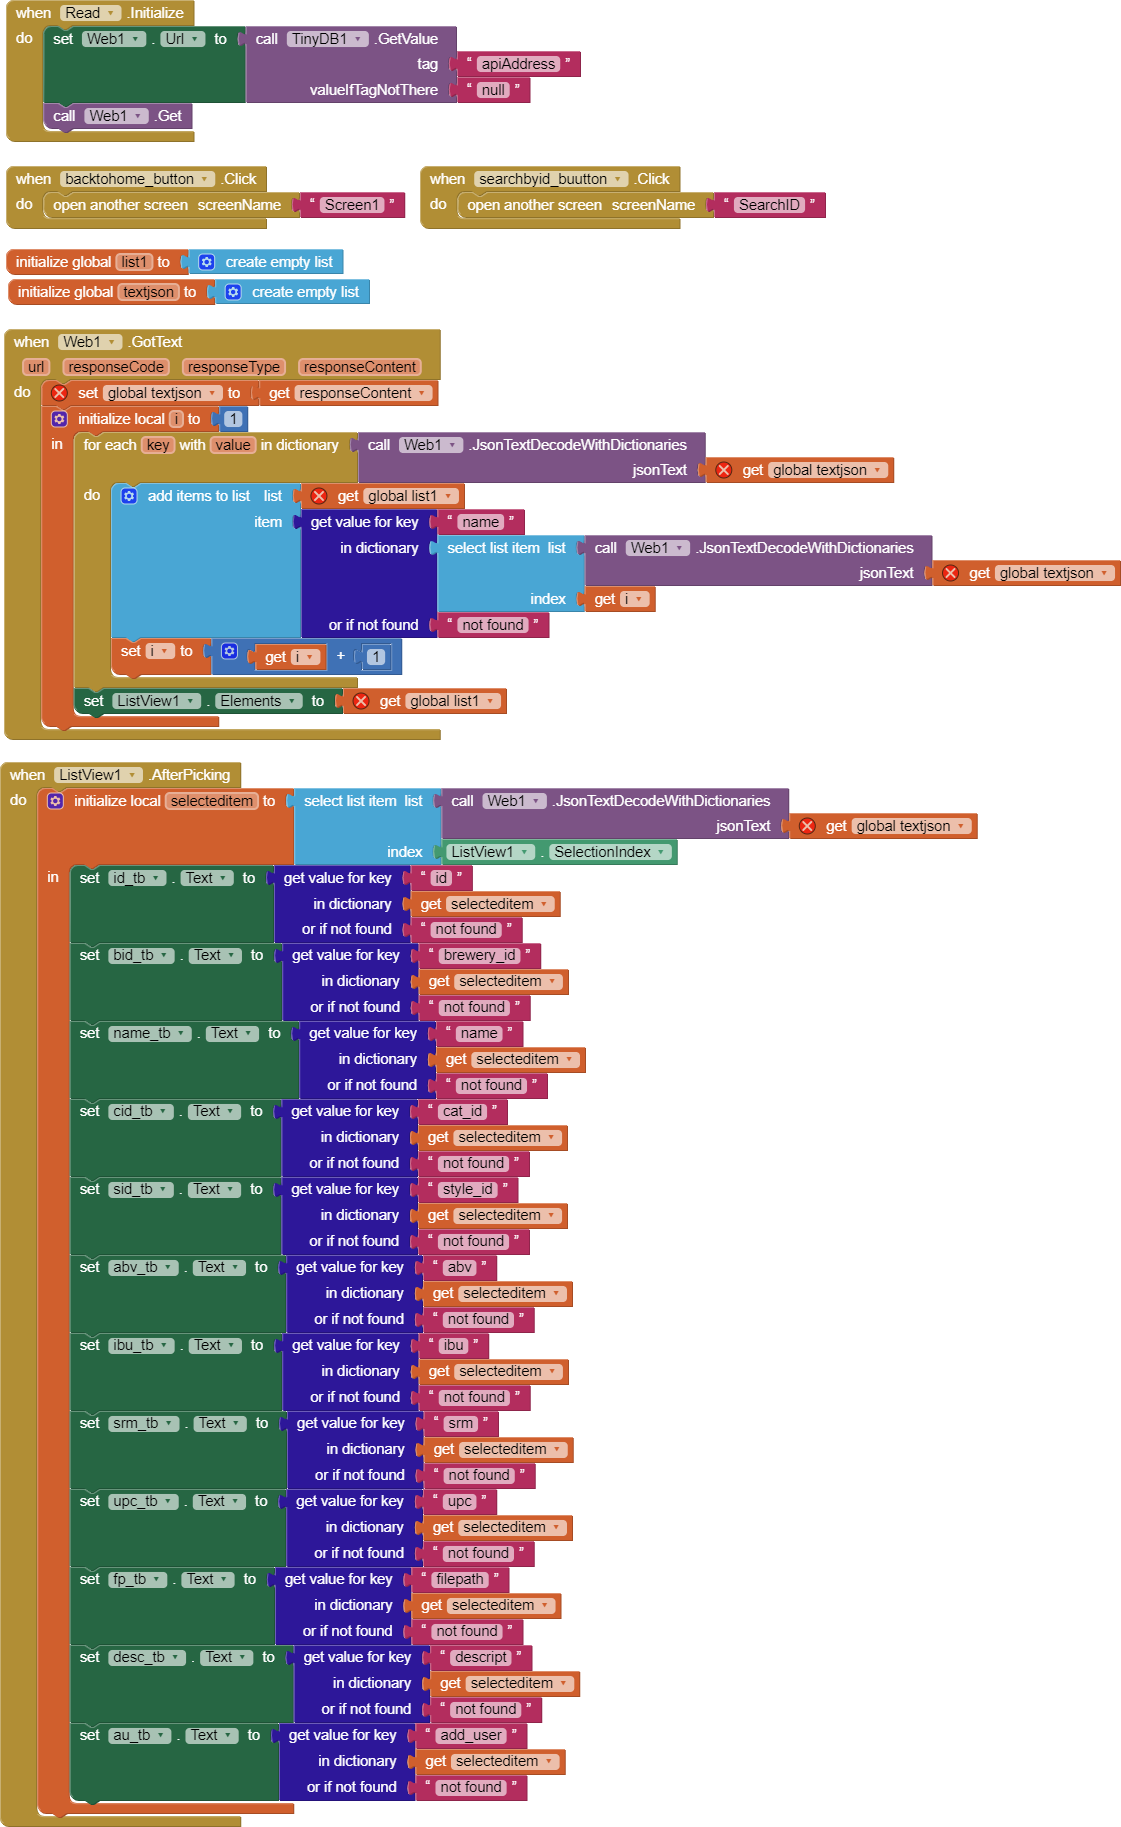 when Read .Initialize
do set Web1 . Url to call TinyDB1 .GetValue
tag " apiAddress "
valueIfTagNotThere " null "
call Web1 .Get
when backtohome_button .Click
do open another screen screenName " Screen1 "
when searchbyid_buutton .Click
do open another screen screenName " SearchID "
initialize global list1 to create empty list
initialize global textjson to create empty list
when Web1 .GotText
url responseCode responseType responseContent
do set global textjson to get responseContent
initialize local i to 1
in for each key with value in dictionary call Web1 .JsonTextDecodeWithDictionaries
jsonText get global textjson
do add items to list list get global list1
item get value for key " name "
in dictionary select list item list call Web1 .JsonTextDecodeWithDictionaries
jsonText get global textjson
index get i
or if not found " not found "
set i to get i + 1
set ListView1 . Elements to get global list1
when ListView1 .AfterPicking
do initialize local selecteditem to select list item list call Web1 .JsonTextDecodeWithDictionaries
jsonText get global textjson
index ListView1 . SelectionIndex
in set id_tb . Text to get value for key " id "
in dictionary get selecteditem
or if not found " not found "
set bid_tb . Text to get value for key " brewery_id "
in dictionary get selecteditem
or if not found " not found "
set name_tb . Text to get value for key " name "
in dictionary get selecteditem
or if not found " not found "
set cid_tb . Text to get value for key " cat_id "
in dictionary get selecteditem
or if not found " not found "
set sid_tb . Text to get value for key " style_id "
in dictionary get selecteditem
or if not found " not found "
set abv_tb . Text to get value for key " abv "
in dictionary get selecteditem
or if not found " not found "
set ibu_tb . Text to get value for key " ibu "
in dictionary get selecteditem
or if not found " not found "
set srm_tb . Text to get value for key " srm "
in dictionary get selecteditem
or if not found " not found "
set upc_tb . Text to get value for key " upc "
in dictionary get selecteditem
or if not found " not found "
set fp_tb . Text to get value for key " filepath "
in dictionary get selecteditem
or if not found " not found "
set desc_tb . Text to get value for key " descript "
in dictionary get selecteditem
or if not found " not found "
set au_tb . Text to get value for key " add_user "
in dictionary get selecteditem
or if not found " not found "